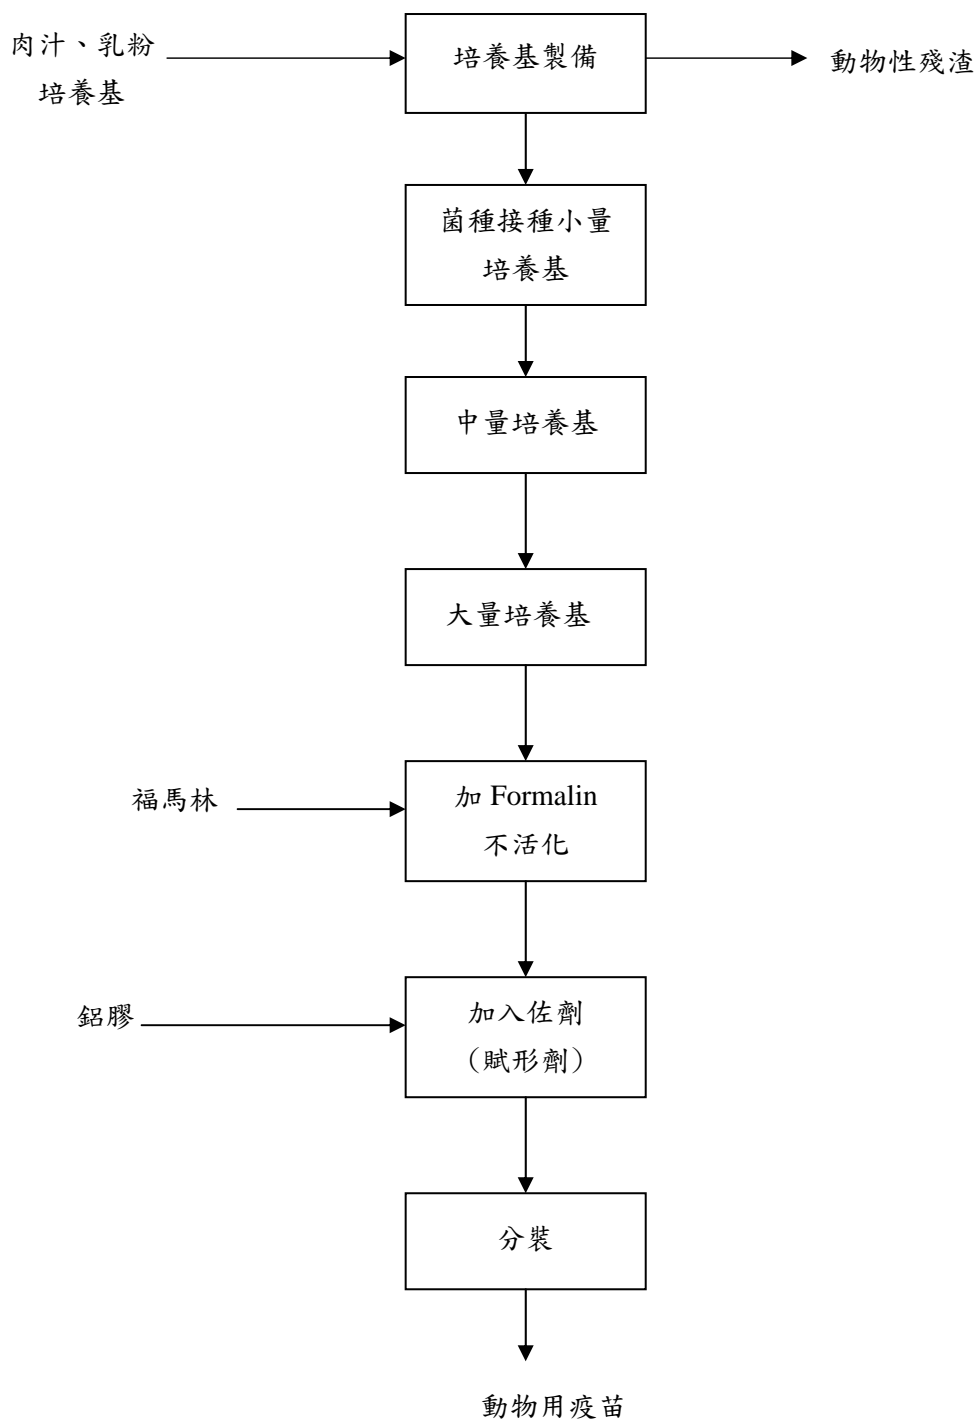 肉汁、乳粉
培養基
培養基製備
動物性殘渣
菌種接種小量
培養基
中量培養基
大量培養基
福馬林
加 Formalin
不活化
鋁膠
加入佐劑
（賦形劑）
分裝
動物用疫苗